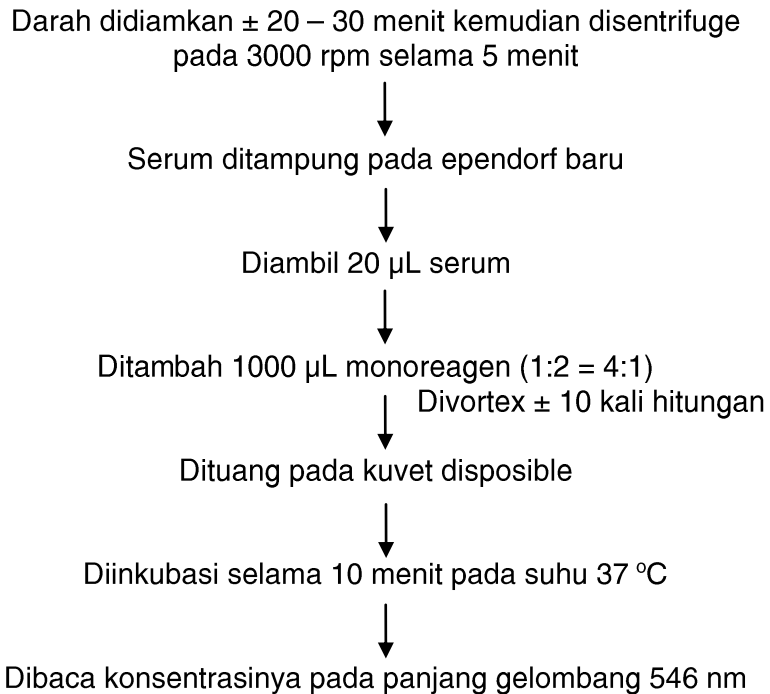 Darah didiamkan ± 20 – 30 menit kemudian disentrifuge
pada 3000 rpm selama 5 menit
Serum ditampung pada ependorf baru
Diambil 20 µL serum
Ditambah 1000 µL monoreagen (1:2 = 4:1)
Divortex ± 10 kali hitungan
Dituang pada kuvet disposible
Diinkubasi selama 10 menit pada suhu 37 ºC
Dibaca konsentrasinya pada panjang gelombang 546 nm